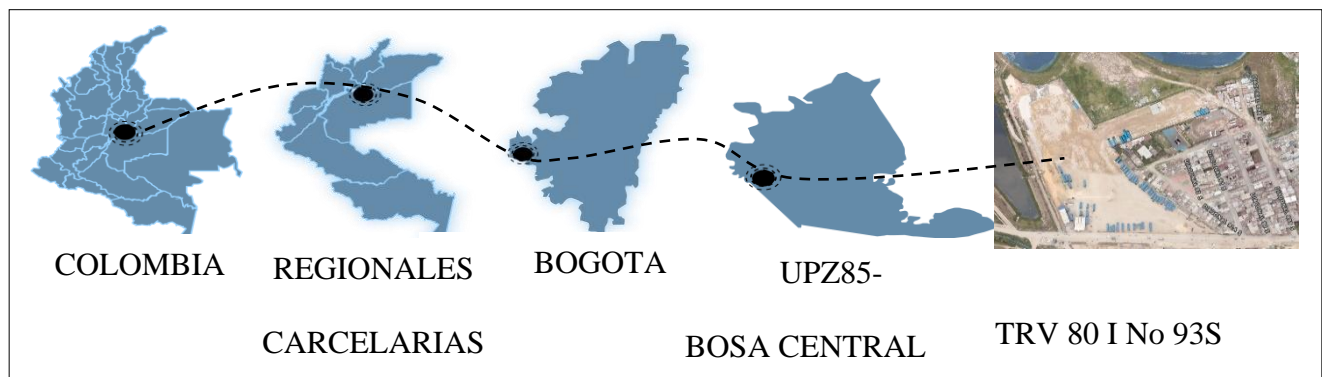 COLOMBIA
REGIONALES
CARCELARIAS
BOGOTA
UPZ85-
BOSA CENTRAL
TRV 80 I No 93S